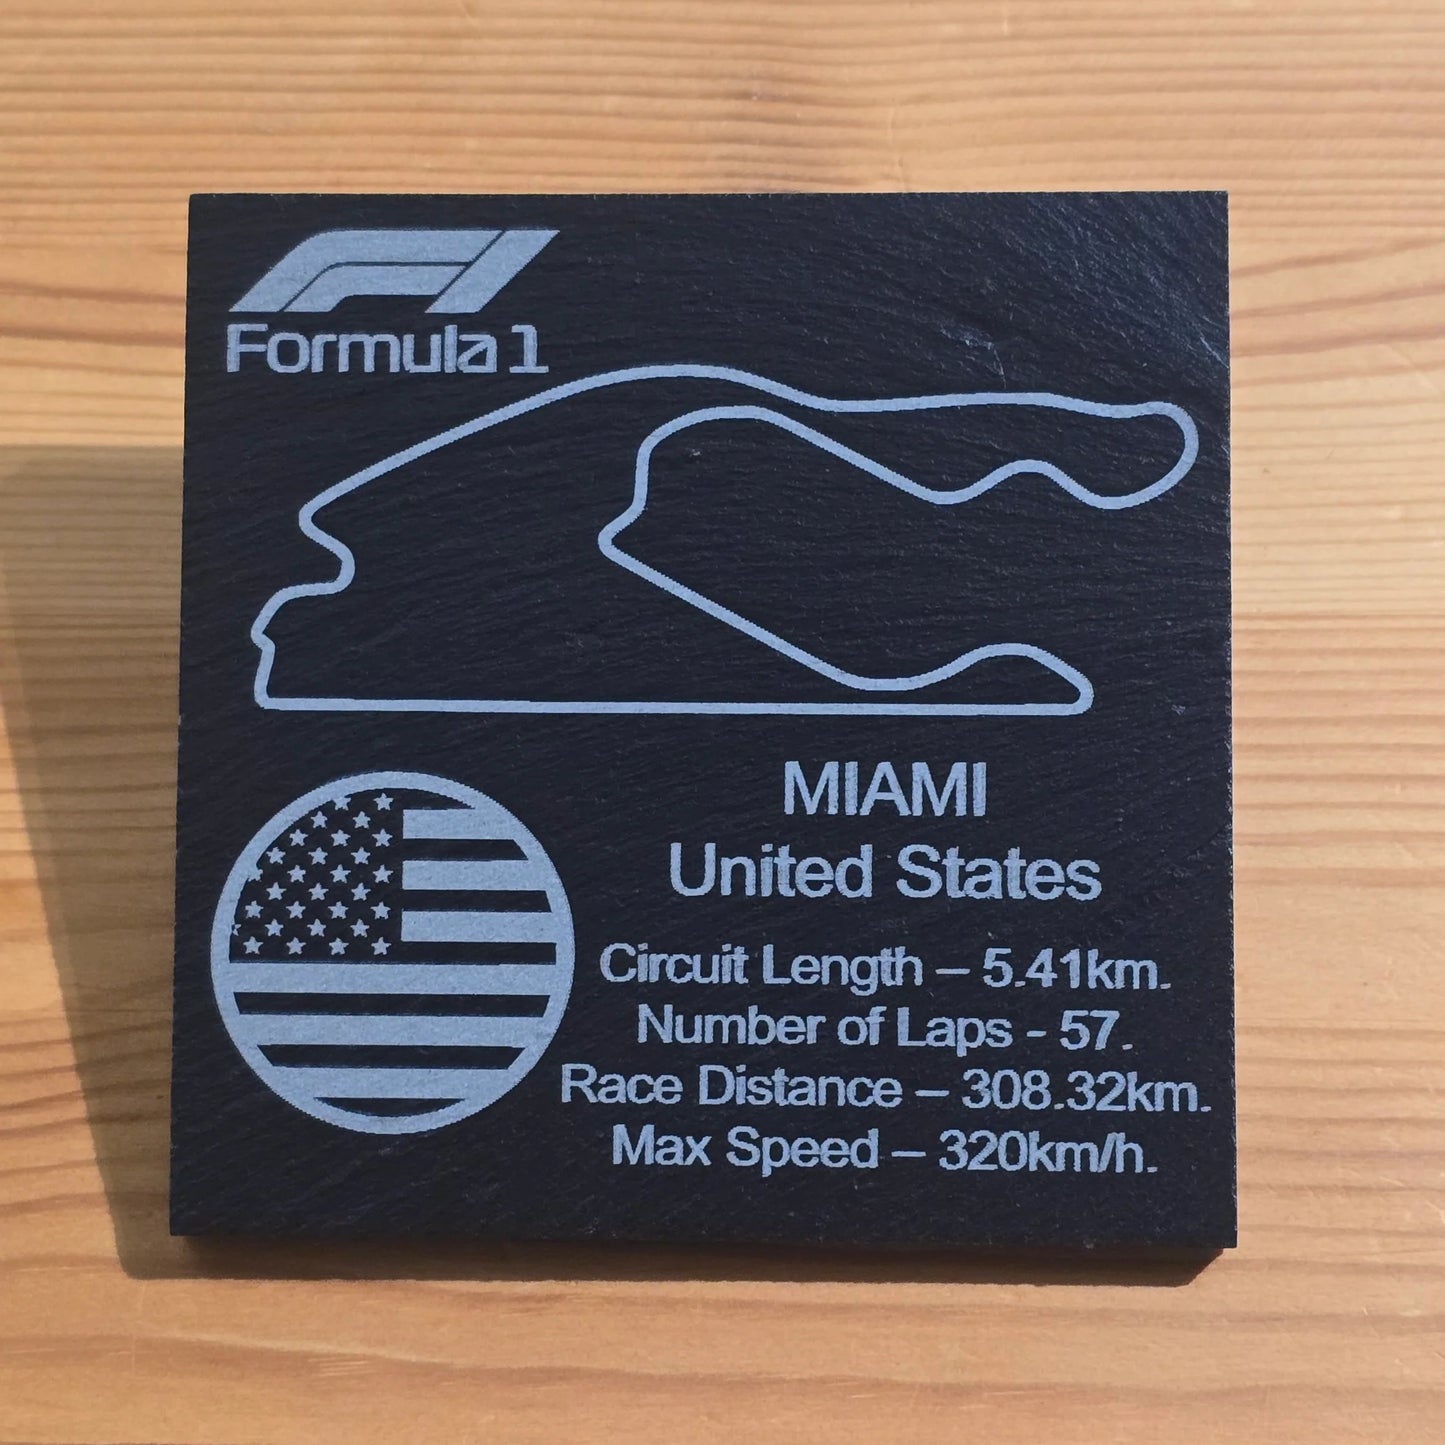 F1
Formula 1
MIAMI
United States
Circuit Length – 5.41km.
Number of Laps - 57.
Race Distance – 308.32km.
Max Speed – 320km/h.